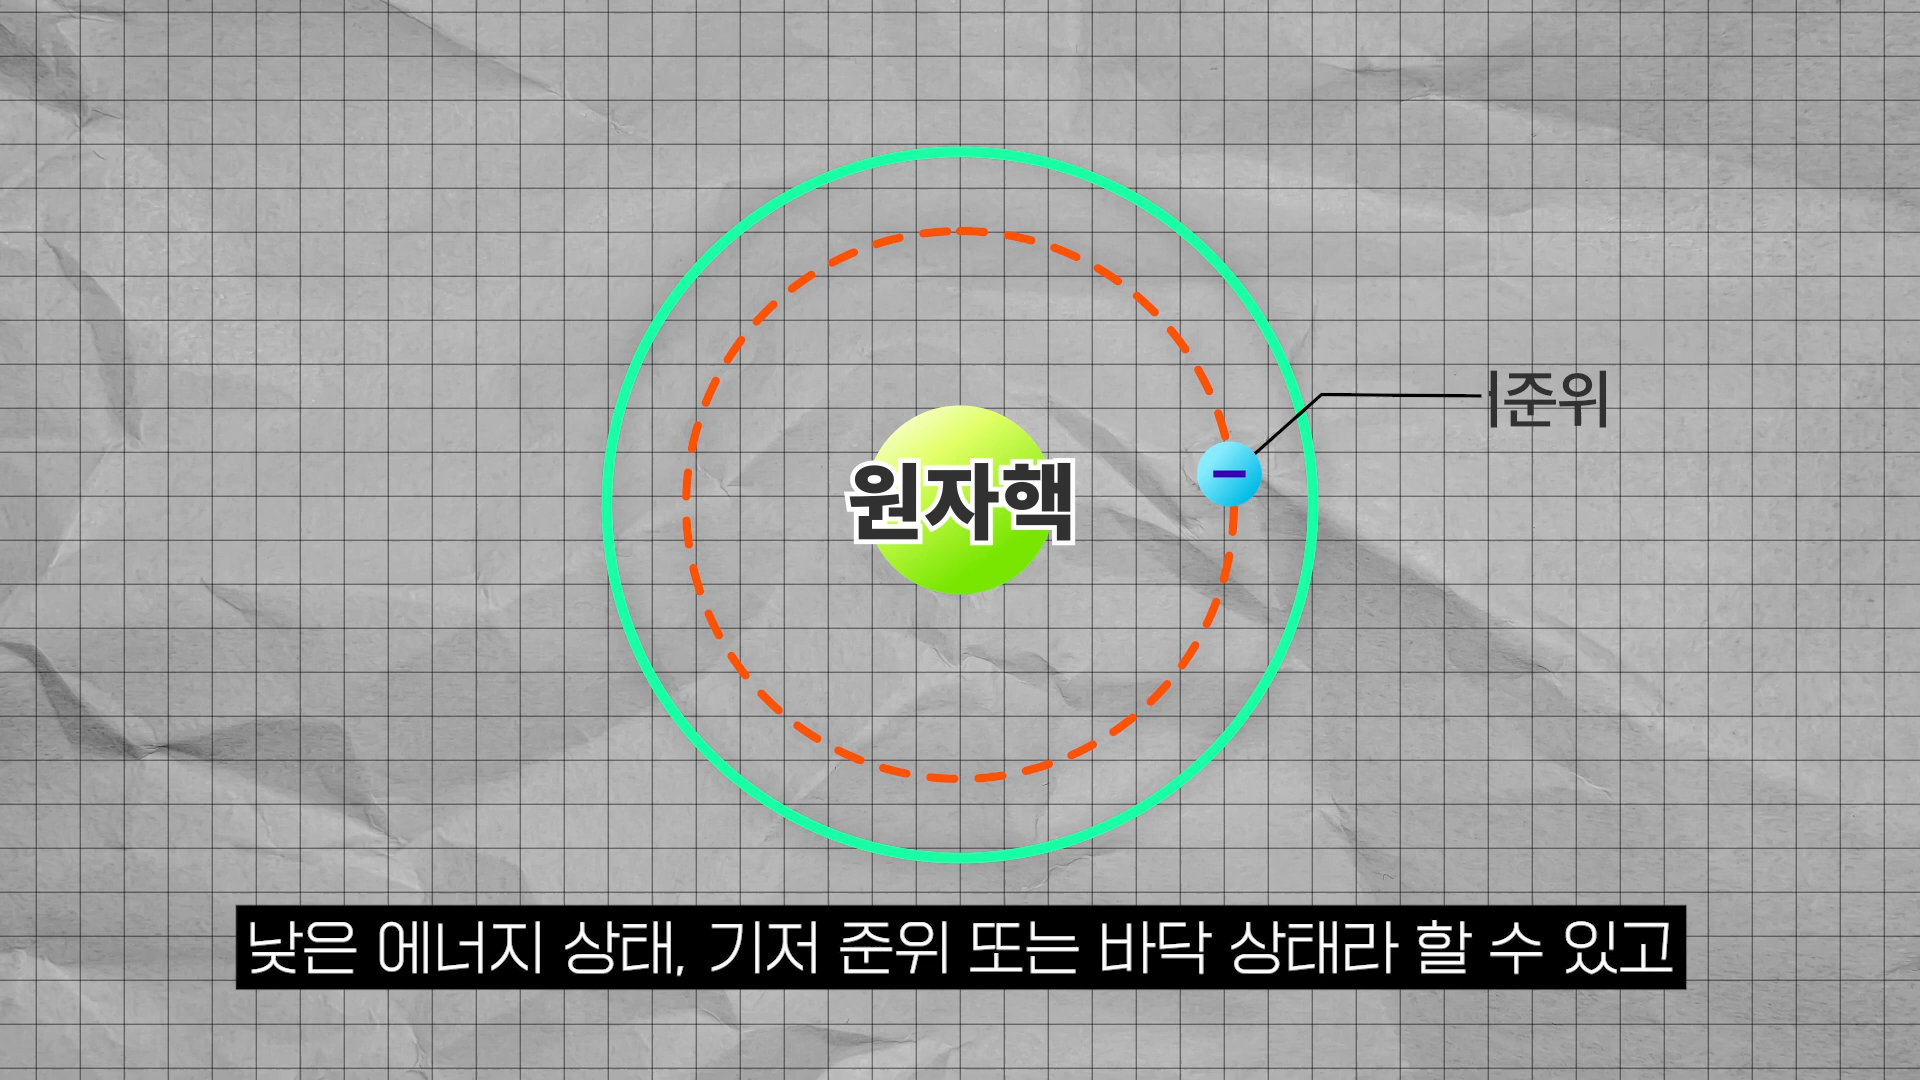 준위
원자핵
낮은 에너지 상태, 기저 준위 또는 바닥 상태라 할 수 있고